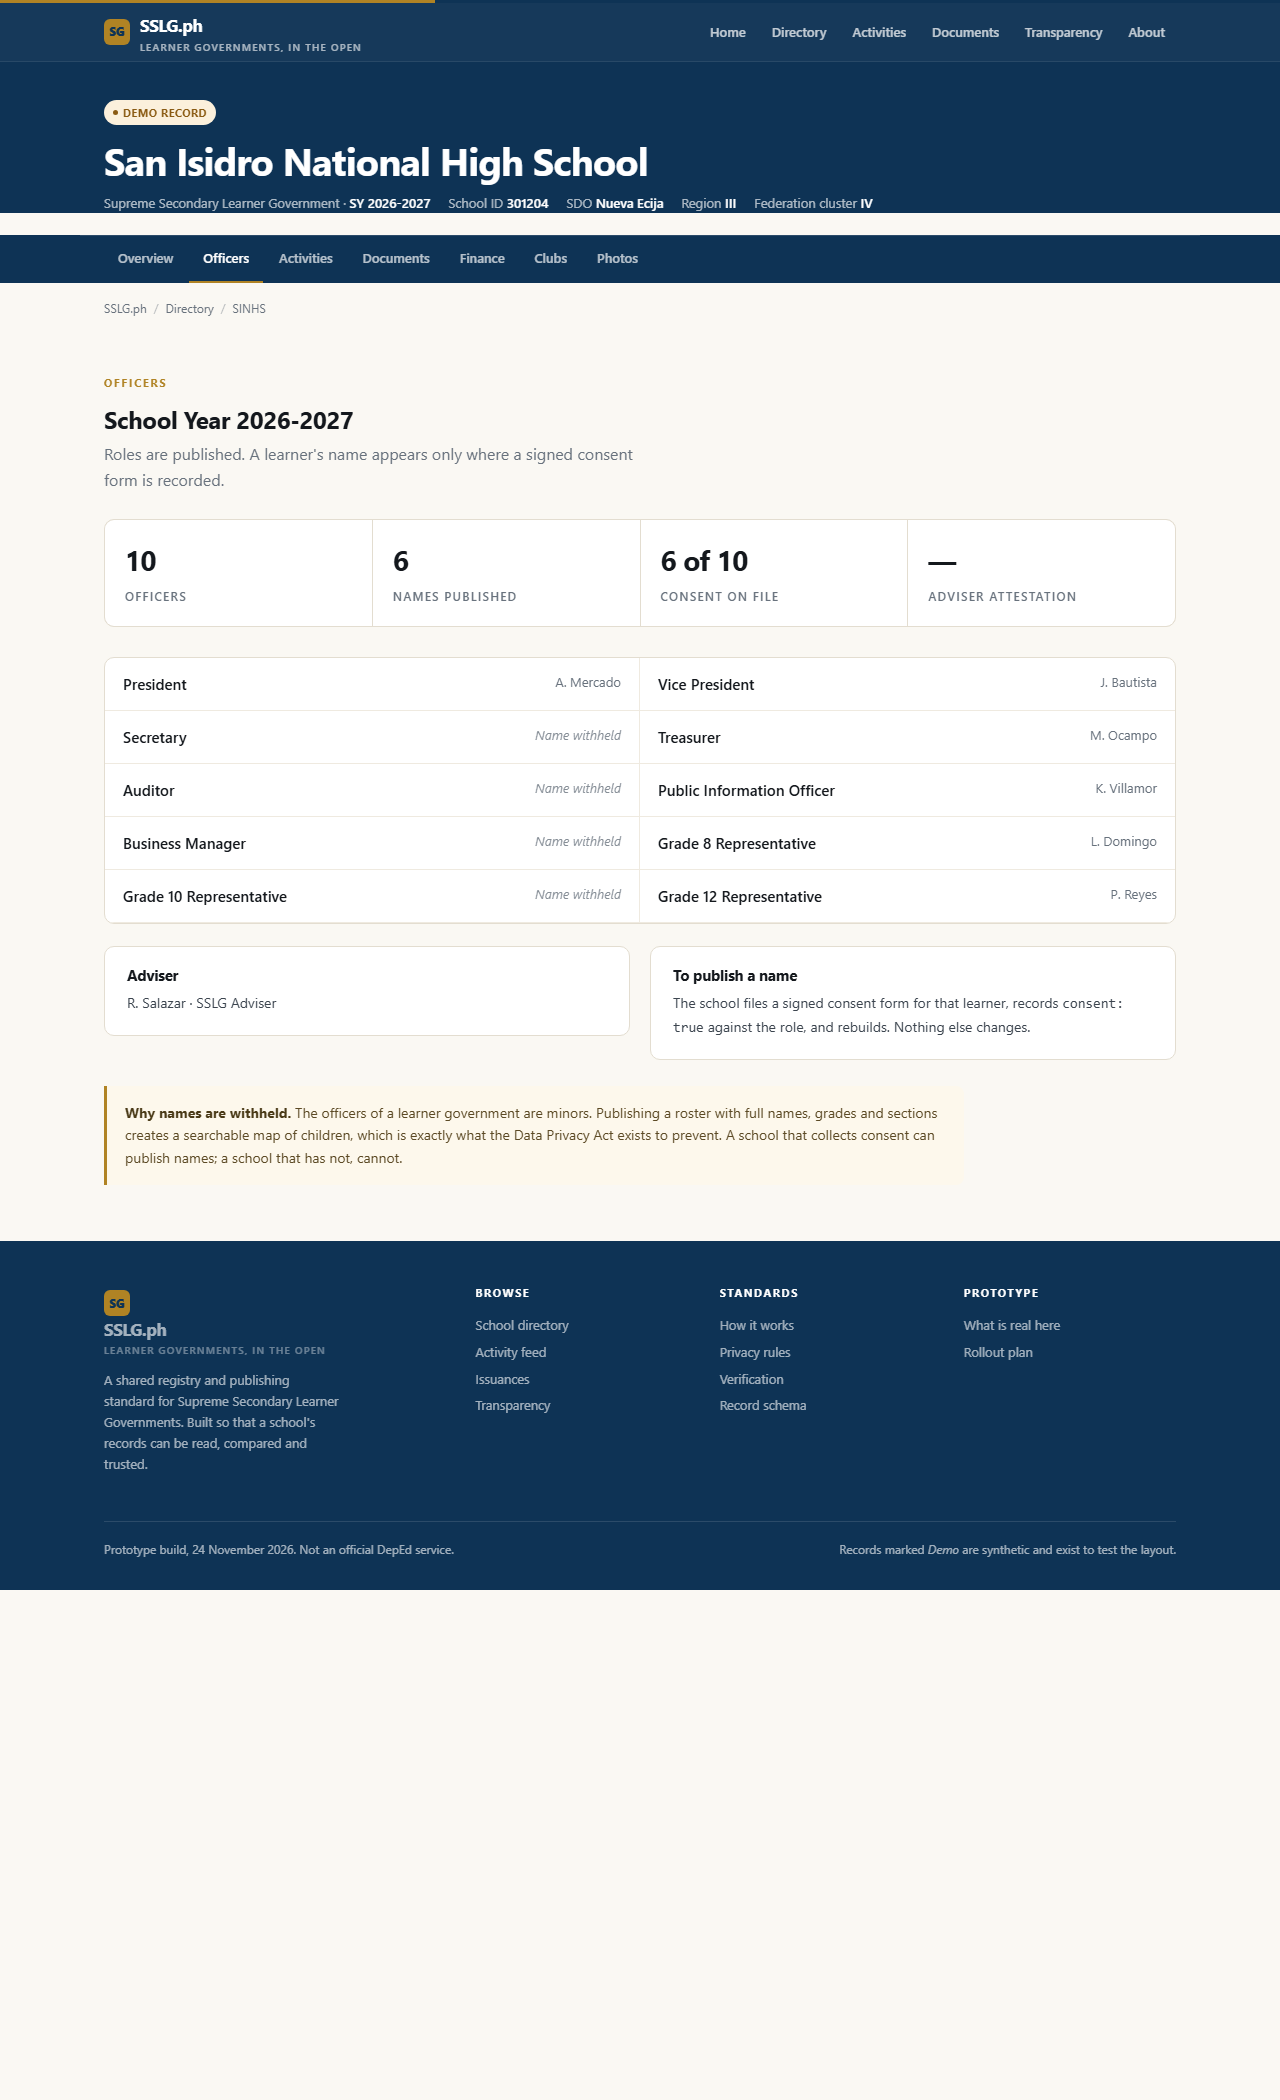 SG
SSLG.ph
LEARNER GOVERNMENTS, IN THE OPEN
Home Directory Activities Documents Transparency About
DEMO RECORD
San Isidro National High School
Supreme Secondary Learner Government · SY 2026-2027 School ID 301204 SDO Nueva Ecija Region III Federation cluster IV
Overview Officers Activities Documents Finance Clubs Photos
SSLG.ph / Directory / SINHS
OFFICERS
School Year 2026-2027
Roles are published. A learner's name appears only where a signed consent
form is recorded.
10
OFFICERS
6
NAMES PUBLISHED
6 of 10
CONSENT ON FILE
—
ADVISER ATTESTATION
President A. Mercado
Vice President J. Bautista
Secretary Name withheld
Treasurer M. Ocampo
Auditor Name withheld
Public Information Officer K. Villamor
Business Manager Name withheld
Grade 8 Representative L. Domingo
Grade 10 Representative Name withheld
Grade 12 Representative P. Reyes
Adviser
R. Salazar · SSLG Adviser
To publish a name
The school files a signed consent form for that learner, records consent:
true against the role, and rebuilds. Nothing else changes.
Why names are withheld. The officers of a learner government are minors. Publishing a roster with full names, grades and sections
creates a searchable map of children, which is exactly what the Data Privacy Act exists to prevent. A school that collects consent can
publish names; a school that has not, cannot.
SG
SSLG.ph
LEARNER GOVERNMENTS, IN THE OPEN
A shared registry and publishing
standard for Supreme Secondary Learner
Governments. Built so that a school's
records can be read, compared and
trusted.
BROWSE
School directory
Activity feed
Issuances
Transparency
STANDARDS
How it works
Privacy rules
Verification
Record schema
PROTOTYPE
What is real here
Rollout plan
Prototype build, 24 November 2026. Not an official DepEd service.
Records marked Demo are synthetic and exist to test the layout.